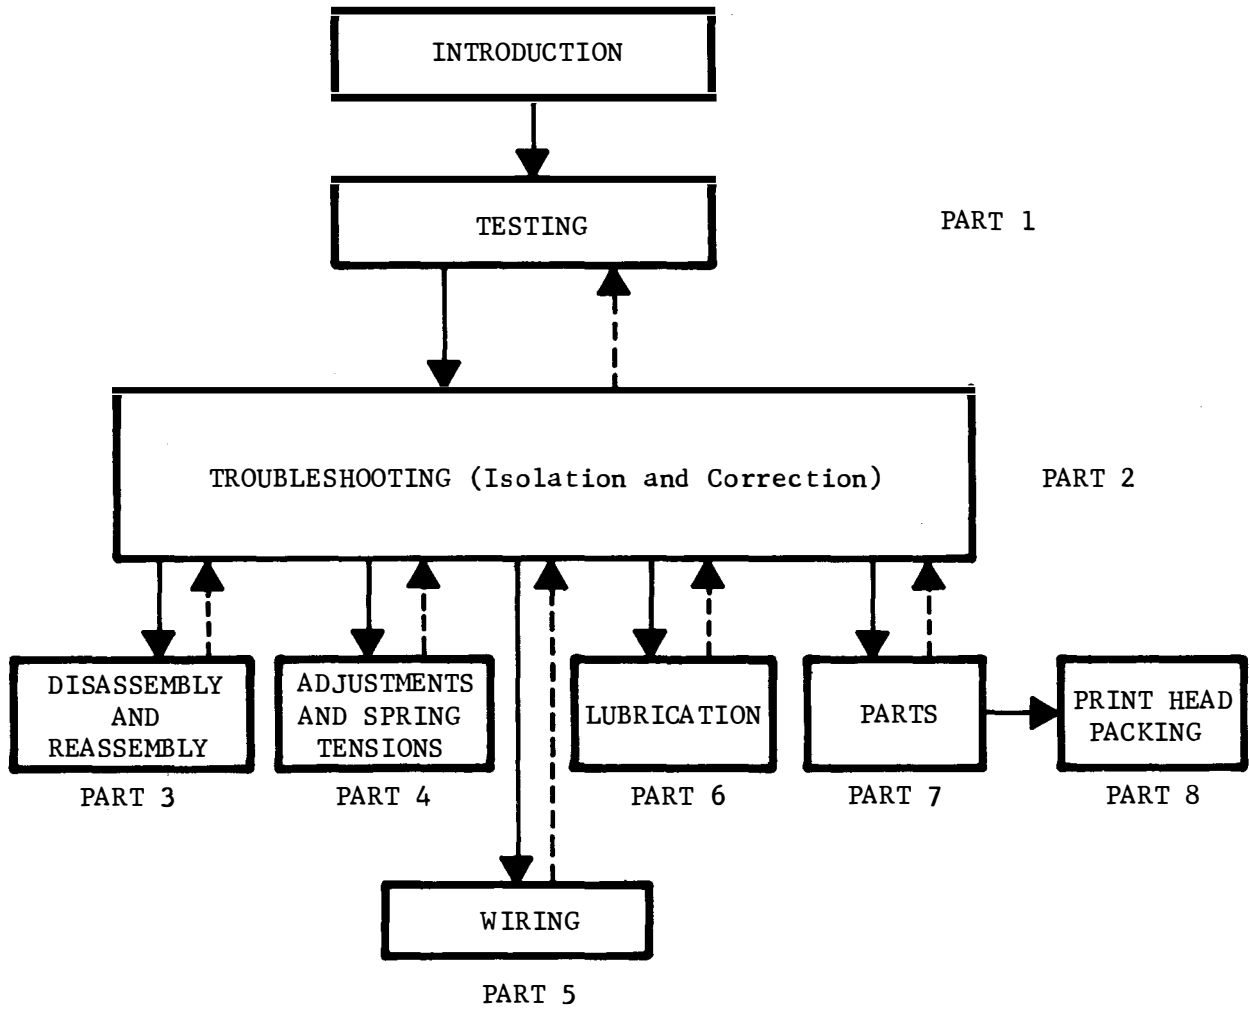 INTRODUCTION
TESTING
PART 1
TROUBLESHOOTING (Isolation and Correction)
PART 2
DISASSEMBLY
AND
REASSEMBLY
PART 3
ADJUSTMENTS
AND SPRING
TENSIONS
PART 4
LUBRICATION
PART 6
PARTS
PART 7
PRINT HEAD
PACKING
PART 8
WIRING
PART 5